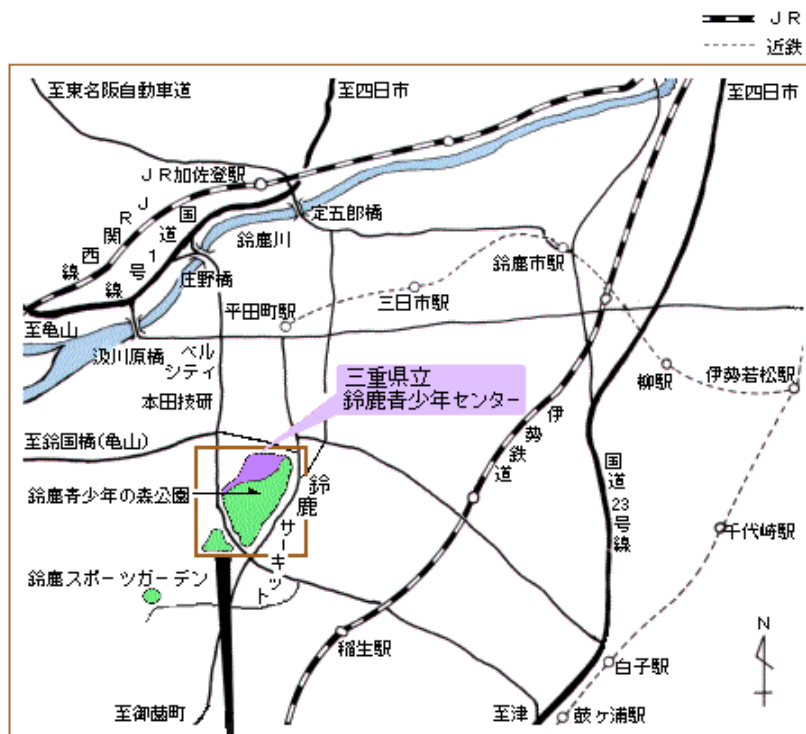 JR
近鉄
至東名阪自動車道
至四日市
至四日市
JR加佐登駅
JR関西線
国道1号線
定五郎橋
鈴鹿川
庄野橋
鈴鹿市駅
三日市駅
平田町駅
至亀山
汲川原橋
ベルシティ
柳駅
伊勢若松駅
三重県立
鈴鹿青少年センター
本田技研
伊勢鉄道
至鈴国橋(亀山)
国道23号線
鈴鹿青少年の森公園
鈴鹿サーキット
千代崎駅
鈴鹿スポーツガーデン
N
稲生駅
白子駅
至御薗町
至津
鼓ヶ浦駅